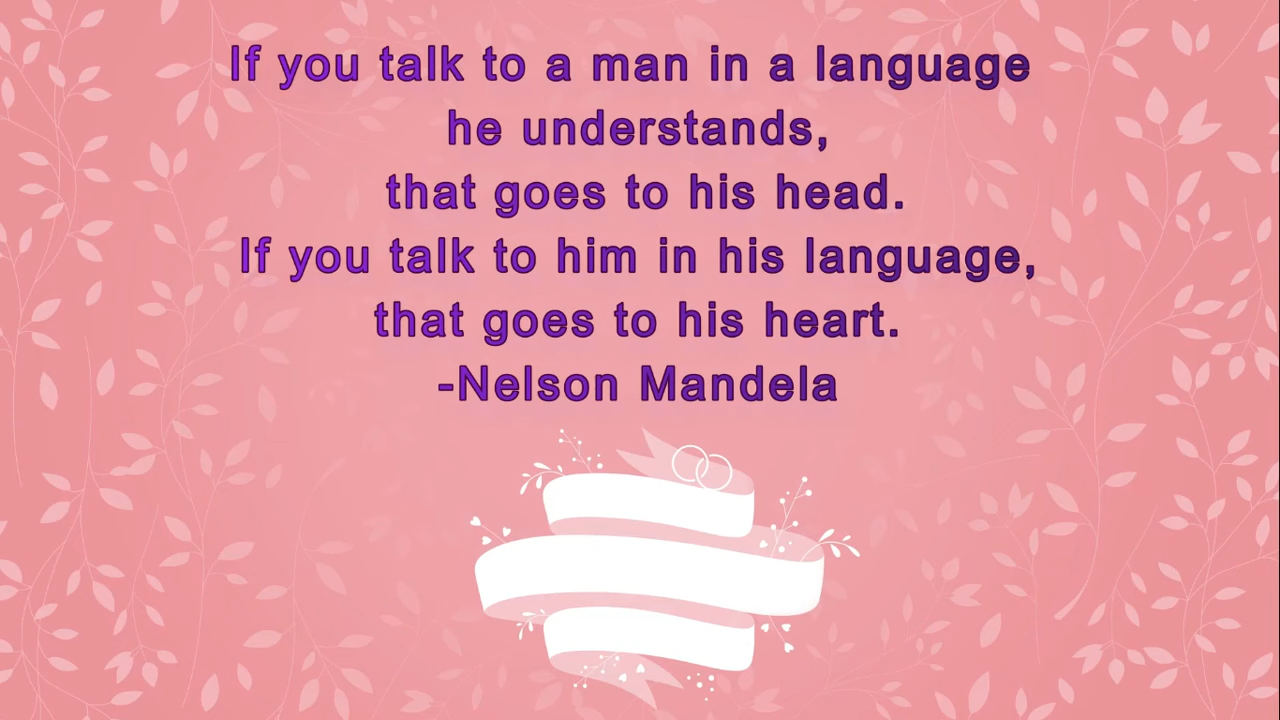 If you talk to a man in a language
he understands,
that goes to his head.
If you talk to him in his language,
that goes to his heart.
-Nelson Mandela